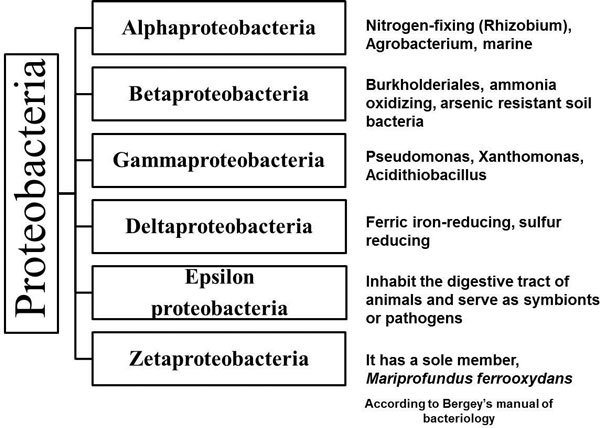 Proteobacteria
Alphaproteobacteria
Nitrogen-fixing (Rhizobium),
Agrobacterium, marine
Betaproteobacteria
Burkholderiales, ammonia
oxidizing, arsenic resistant soil
bacteria
Gammaproteobacteria
Pseudomonas, Xanthomonas,
Acidithiobacillus
Deltaproteobacteria
Ferric iron-reducing, sulfur
reducing
Epsilon
proteobacteria
Inhabit the digestive tract of
animals and serve as symbionts
or pathogens
Zetaproteobacteria
It has a sole member,
Mariprofundus ferrooxydans
According to Bergey's manual of
bacteriology